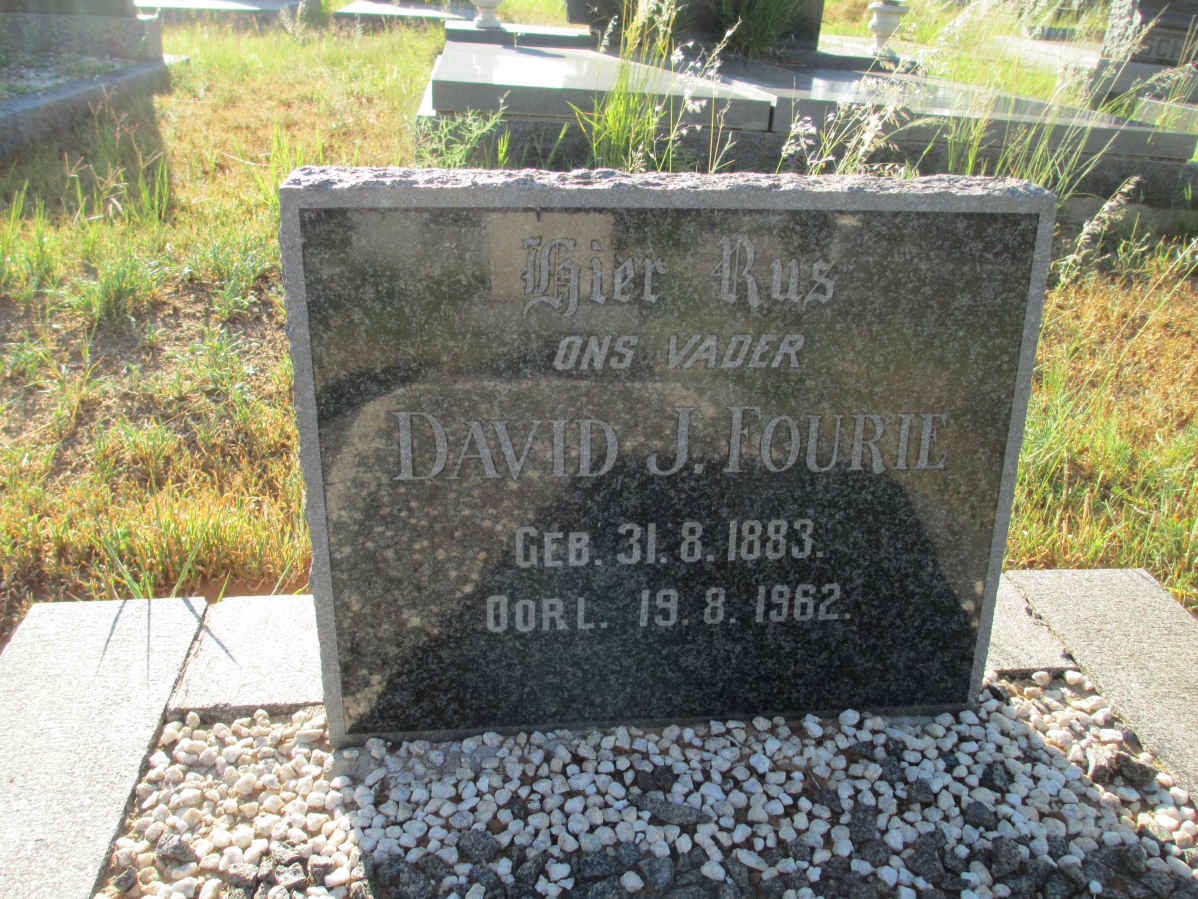 Hier Rus
ONS VADER
DAVID J. FOURIE
GEB. 31. 8. 1883.
OORL. 19. 8. 1962.